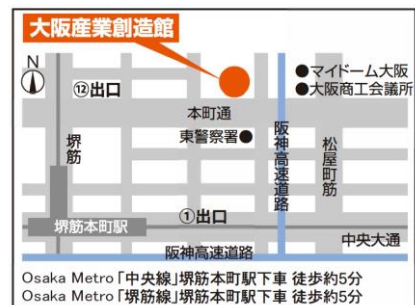 大阪産業創造館
N
⑫出口
●マイドーム大阪
●大阪商工会議所
本町通
堺筋
東警察署●
阪神高速道路
松屋町筋
堺筋本町駅
①出口
中央大通
阪神高速道路
Osaka Metro「中央線」堺筋本町駅下車 徒歩約5分
Osaka Metro「堺筋線」堺筋本町駅下車 徒歩約5分